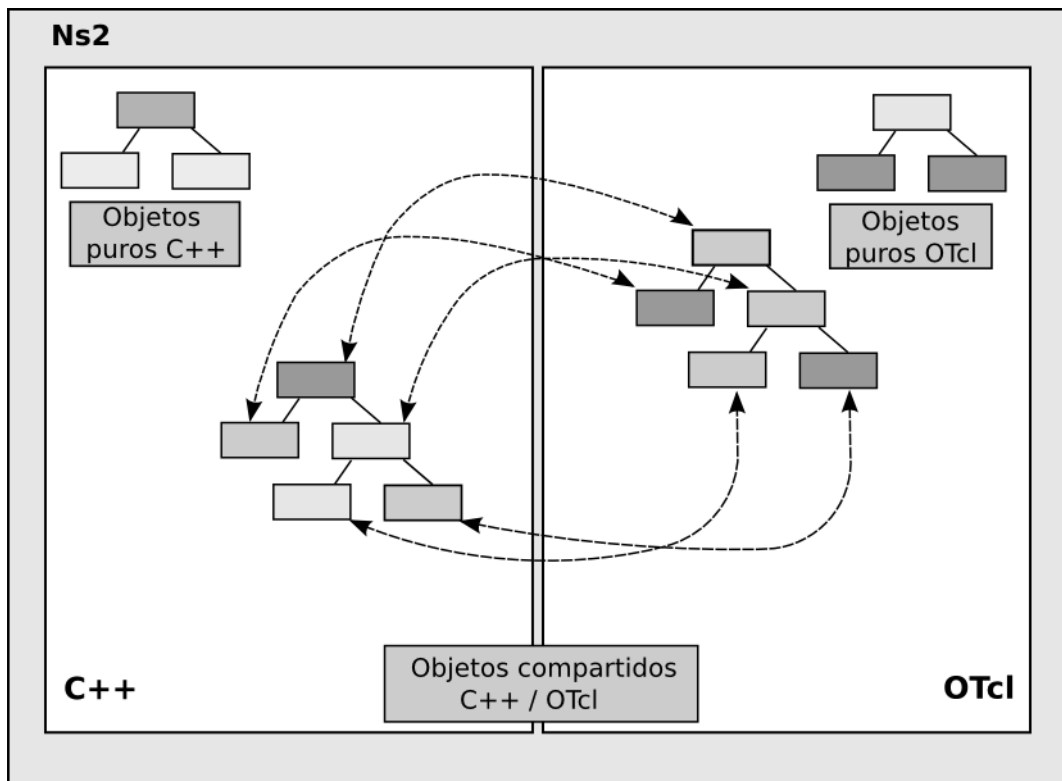 Ns2
Objetos
puros C++
Objetos
puros OTcl
Objetos compartidos
C++ / OTcl
C++
OTcl